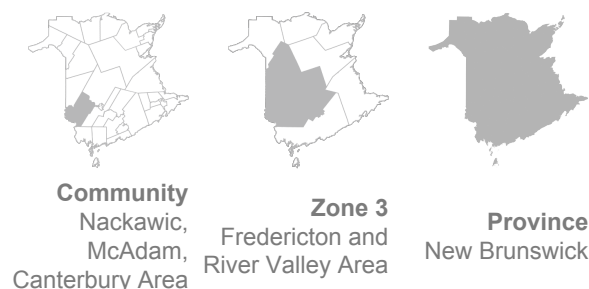 Community
Nackawic,
McAdam,
Canterbury Area
Zone 3
Fredericton and
River Valley Area
Province
New Brunswick